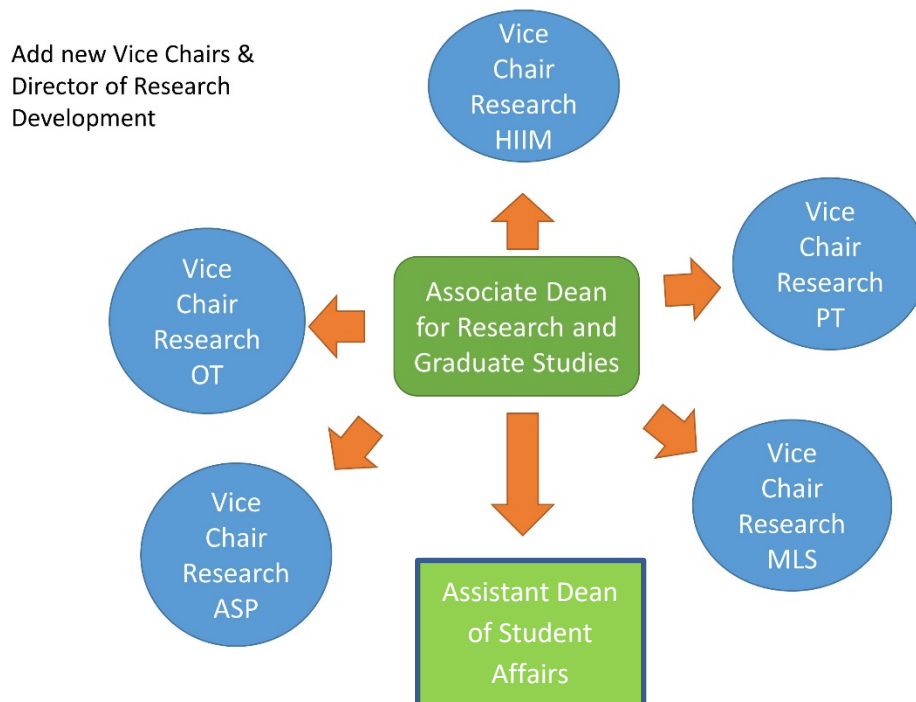 Add new Vice Chairs &
Director of Research
Development
Vice
Chair
Research
HIIM
Vice
Chair
Research
PT
Vice
Chair
Research
OT
Associate Dean
for Research and
Graduate Studies
Vice
Chair
Research
MLS
Vice
Chair
Research
ASP
Assistant Dean
of Student
Affairs